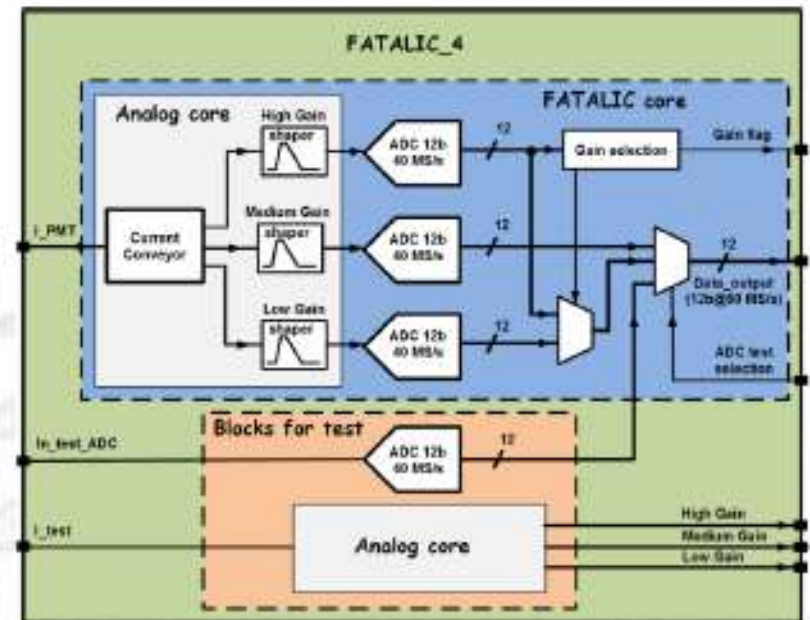 FATALIC_4
FATALIC core
Analog core
High Gain
shaper
ADC 12b
40 MS/s
12
Gain selection
Gain flag
I_PMT
Current
Conveyor
Medium Gain
shaper
ADC 12b
40 MS/s
12
12
Data_output
(12b@80 MS/s)
Low Gain
shaper
ADC 12b
40 MS/s
12
ADC test
selection
Blocks for test
In_test_ADC
ADC 12b
40 MS/s
12
I_test
Analog core
High Gain
Medium Gain
Low Gain